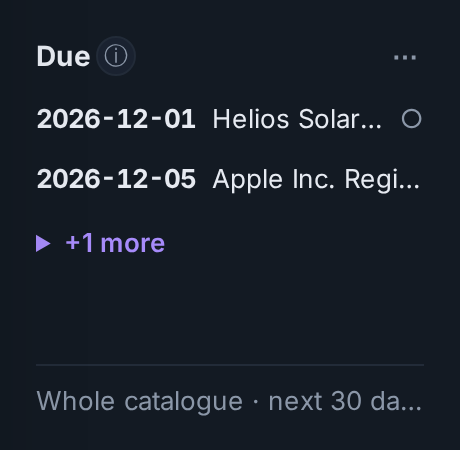 Due ⓘ ...
2026-12-01 Helios Solar...
2026-12-05 Apple Inc. Regi...
▶ +1 more
Whole catalogue · next 30 da...